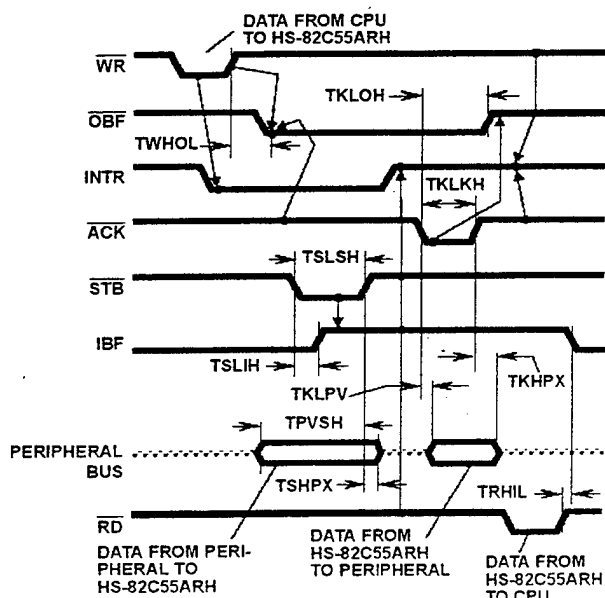 DATA FROM CPU
TO HS-82C55ARH
WR
TKLOH
OBF
TWHOL
INTR
TKLKH
ACK
TSLSH
STB
IBF
TSLIH
TKLPV
TKHPX
TPVSH
PERIPHERAL
BUS
TSHPX
TRHIL
RD
DATA FROM PERI-
PHERAL TO
HS-82C55ARH
DATA FROM
HS-82C55ARH
TO PERIPHERAL
DATA FROM
HS-82C55ARH
TO CPU